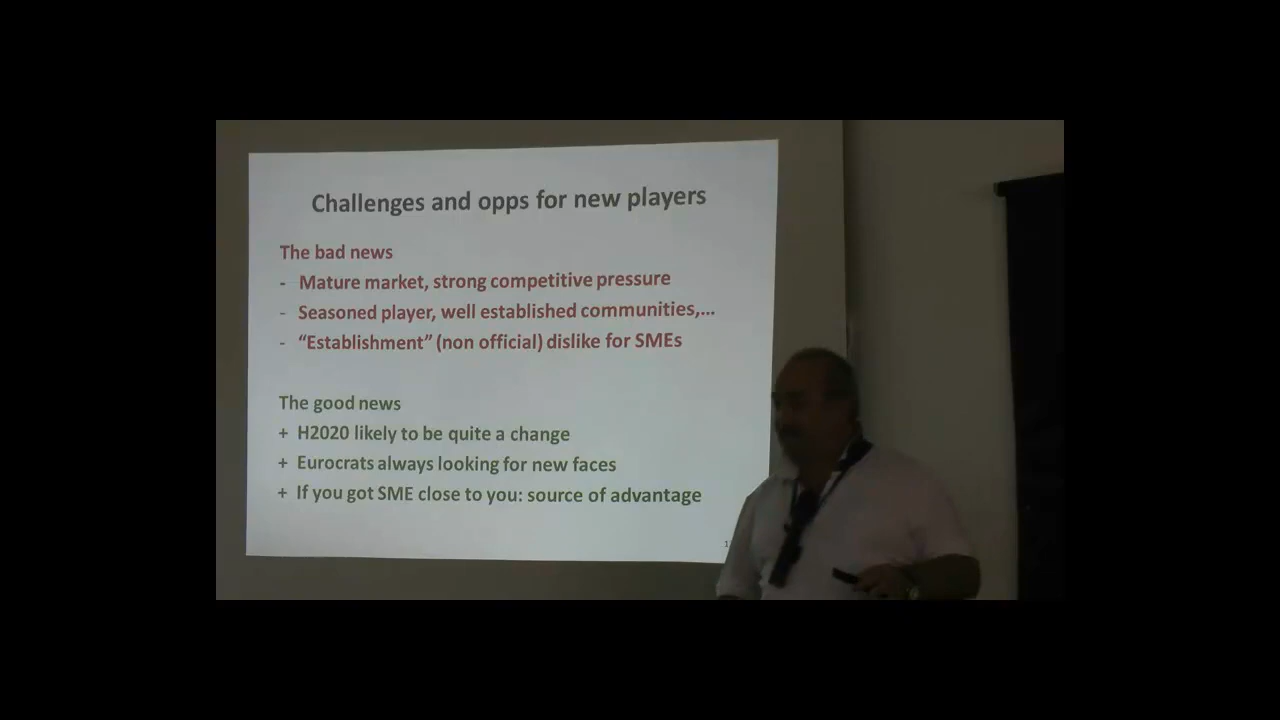 Challenges and opps for new players
The bad news
- Mature market, strong competitive pressure
- Seasoned player, well established communities,...
- “Establishment” (non official) dislike for SMEs
The good news
+ H2020 likely to be quite a change
+ Eurocrats always looking for new faces
+ If you got SME close to you: source of advantage